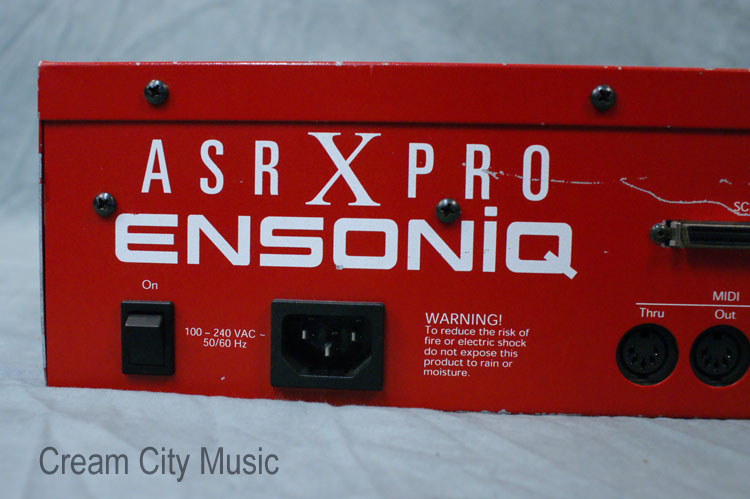 ASR X PRO
ENSONIQ
On
100 – 240 VAC ~
50/60 Hz
WARNING!
To reduce the risk of
fire or electric shock
do not expose this
product to rain or
moisture.
SC
MIDI
Thru Out
Cream City Music